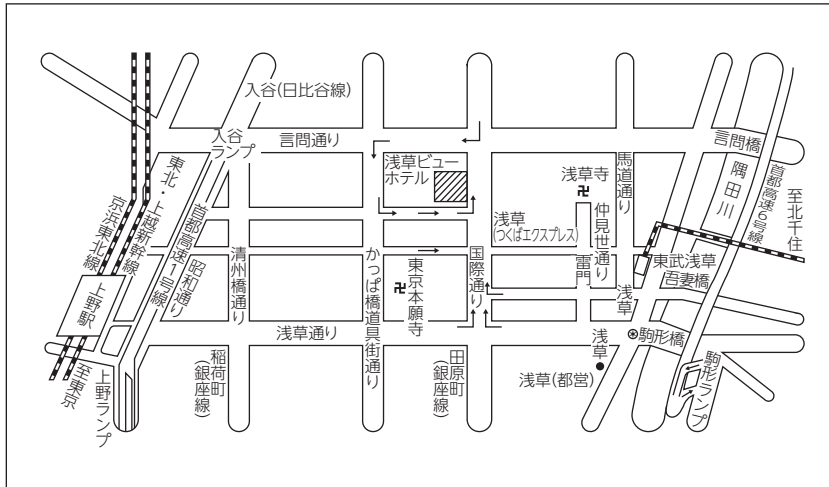 入谷(日比谷線)
入谷
ランプ
言問通り
言問橋
浅草ビュー
ホテル
浅草寺
馬道通り
隅田川
首都高速6号線
至北千住
東北・上越新幹線
京浜東北線
首都高速1号線
昭和通り
清州橋通り
かっぱ橋道具街通り
東京本願寺
国際通り
浅草
(つくばエクスプレス)
仲見世通り
雷門
東武浅草
吾妻橋
浅草
上野駅
浅草通り
駒形橋
浅草
浅草(都営)
駒形ランプ
稲荷町
(銀座線)
田原町
(銀座線)
至東京
上野ランプ